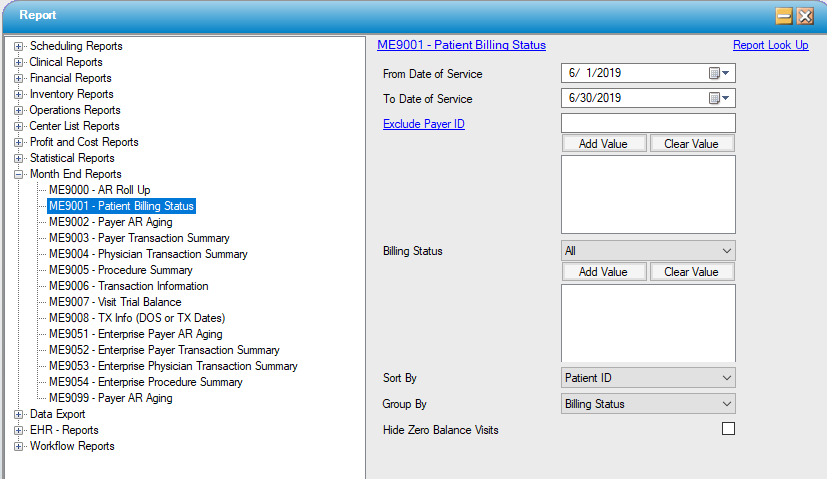 Report
Scheduling Reports
Clinical Reports
Financial Reports
Inventory Reports
Operations Reports
Center List Reports
Profit and Cost Reports
Statistical Reports
Month End Reports
ME9000 - AR Roll Up
ME9001 - Patient Billing Status
ME9002 - Payer AR Aging
ME9003 - Payer Transaction Summary
ME9004 - Physician Transaction Summary
ME9005 - Procedure Summary
ME9006 - Transaction Information
ME9007 - Visit Trial Balance
ME9008 - TX Info (DOS or TX Dates)
ME9051 - Enterprise Payer AR Aging
ME9052 - Enterprise Payer Transaction Summary
ME9053 - Enterprise Physician Transaction Summary
ME9054 - Enterprise Procedure Summary
ME9099 - Payer AR Aging
Data Export
EHR - Reports
Workflow Reports
ME9001 - Patient Billing Status Report Look Up
From Date of Service 6/ 1/2019
To Date of Service 6/30/2019
Exclude Payer ID
Add Value Clear Value
Billing Status All
Add Value Clear Value
Sort By Patient ID
Group By Billing Status
Hide Zero Balance Visits